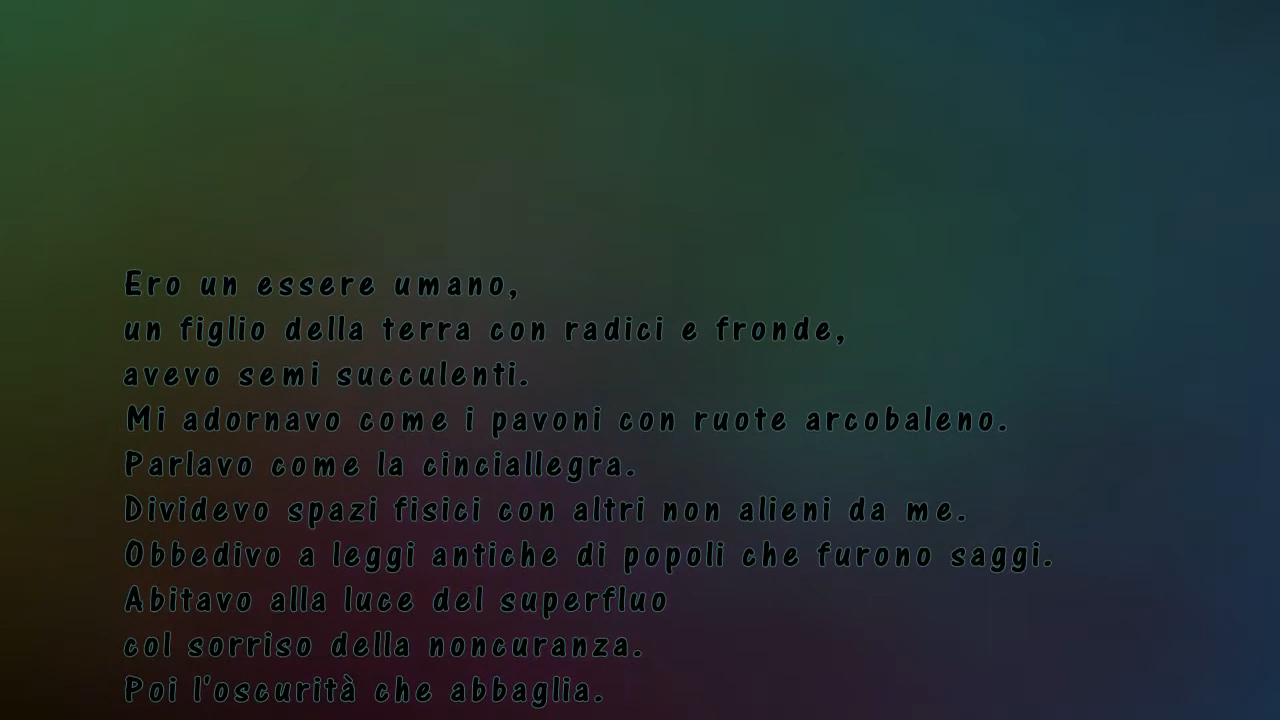 Ero un essere umano,
un figlio della terra con radici e fronde,
avevo semi succulenti.
Mi adornavo come i pavoni con ruote arcobaleno.
Parlavo come la cinciallegra.
Dividevo spazi fisici con altri non alieni da me.
Obbedivo a leggi antiche di popoli che furono saggi.
Abitavo alla luce del superfluo
col sorriso della noncuranza.
Poi l'oscurità che abbaglia.